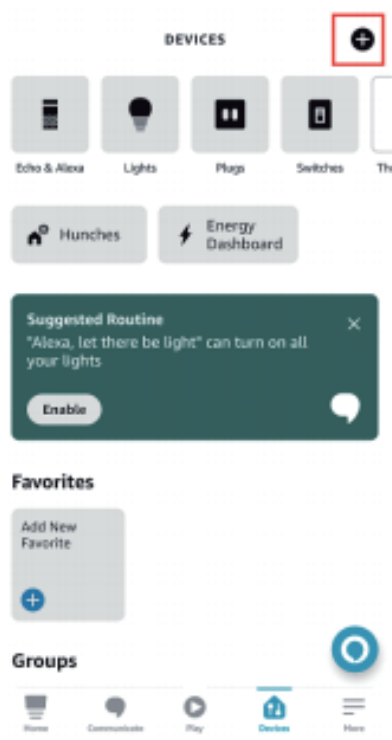 DEVICES
Echo & Alexa
Lights
Plugs
Switches
Th
Hunches
Energy
Dashboard
Suggested Routine
"Alexa, let there be light" can turn on all
your lights
Enable
Favorites
Add New
Favorite
Groups
Home
Communicate
Play
Devices
More